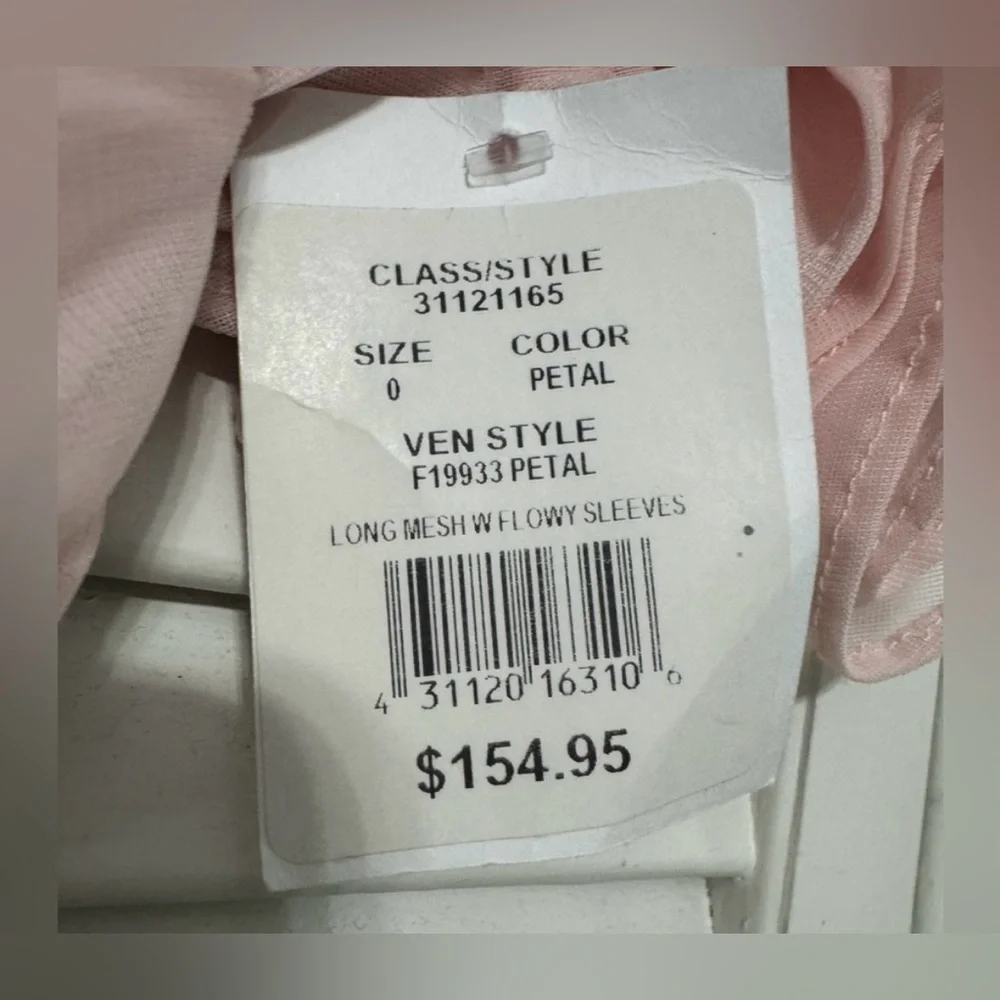 CLASS/STYLE
31121165
SIZE COLOR
0 PETAL
VEN STYLE
F19933 PETAL
LONG MESH W FLOWY SLEEVES
4 31120 16310 6
$154.95